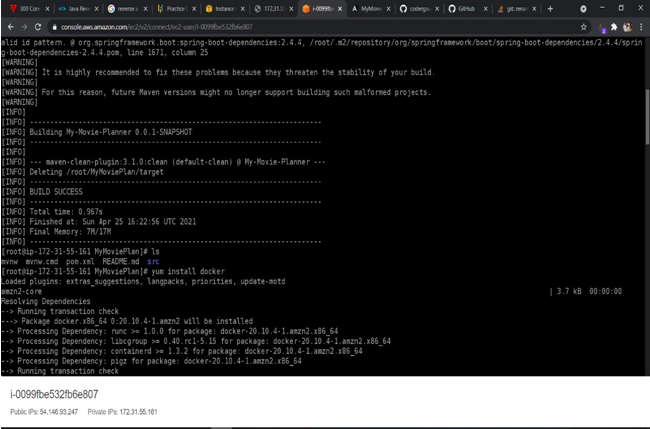 300 Con
Java Rev
reverse a
Practice
Instance
172.31.5
i-0099fb
AMyMovi
codergau
GitHub
git: renam
console.aws.amazon.com/ec2/v2/connect/ec2-user/i-0099fbe532fb6e807
alid id pattern. @ org.springframework.boot:spring-boot-dependencies:2.4.4, /root/.m2/repository/org/springframework/boot/spring-boot-dependencies/2.4.4/sprin
g-boot-dependencies-2.4.4.pom, line 1671, column 25
[WARNING]
[WARNING] It is highly recommended to fix these problems because they threaten the stability of your build.
[WARNING]
[WARNING] For this reason, future Maven versions might no longer support building such malformed projects.
[WARNING]
[INFO]
[INFO] ------------------------------------------------------------------------
[INFO] Building My-Movie-Planner 0.0.1-SNAPSHOT
[INFO] ------------------------------------------------------------------------
[INFO]
[INFO] --- maven-clean-plugin:3.1.0:clean (default-clean) @ My-Movie-Planner ---
[INFO] Deleting /root/MyMoviePlan/target
[INFO] ------------------------------------------------------------------------
[INFO] BUILD SUCCESS
[INFO] ------------------------------------------------------------------------
[INFO] Total time: 0.967s
[INFO] Finished at: Sun Apr 25 16:22:56 UTC 2021
[INFO] Final Memory: 7M/17M
[INFO] ------------------------------------------------------------------------
[root@ip-172-31-55-161 MyMoviePlan]# ls
mvnw mvnw.cmd pom.xml README.md src
[root@ip-172-31-55-161 MyMoviePlan]# yum install docker
Loaded plugins: extras_suggestions, langpacks, priorities, update-motd
amzn2-core | 3.7 kB 00:00:00
Resolving Dependencies
--> Running transaction check
---> Package docker.x86_64 0:20.10.4-1.amzn2 will be installed
--> Processing Dependency: runc >= 1.0.0 for package: docker-20.10.4-1.amzn2.x86_64
--> Processing Dependency: libcgroup >= 0.40.rc1-5.15 for package: docker-20.10.4-1.amzn2.x86_64
--> Processing Dependency: containerd >= 1.3.2 for package: docker-20.10.4-1.amzn2.x86_64
--> Processing Dependency: pigz for package: docker-20.10.4-1.amzn2.x86_64
--> Running transaction check
i-0099fbe532fb6e807
Public IPs: 54.146.93.247 Private IPs: 172.31.55.161